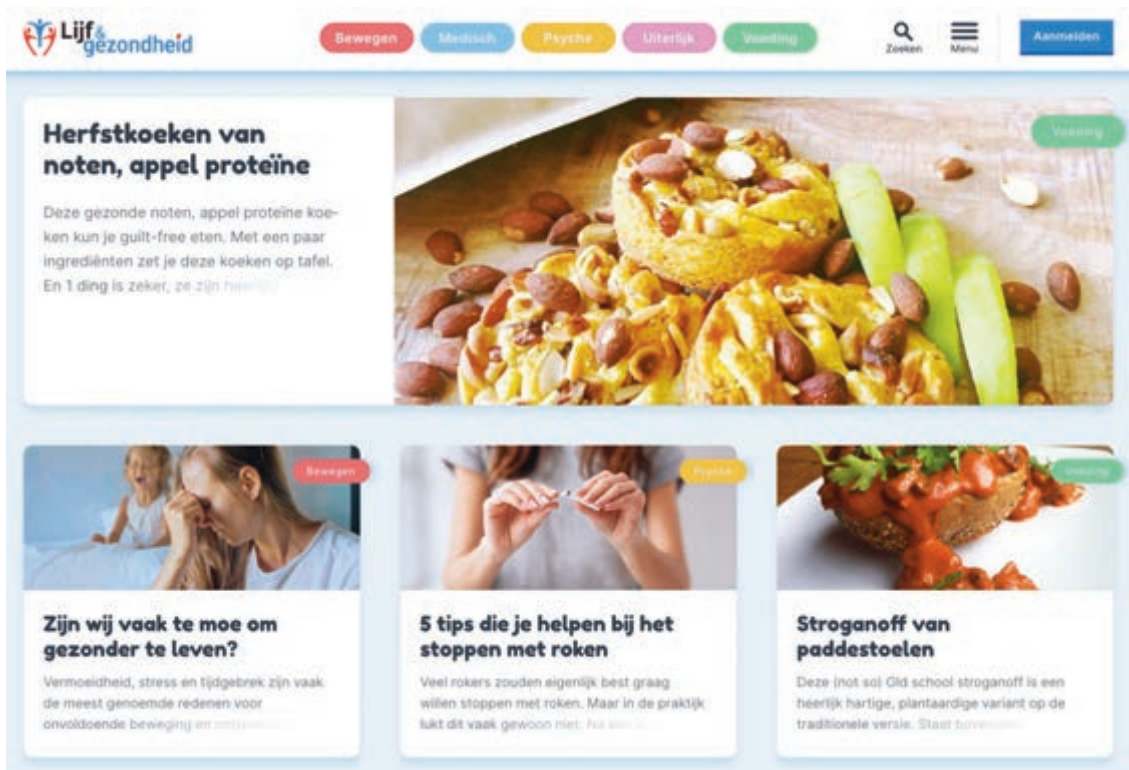 Lijf &
gezondheid
Bewegen
Medisch
Psyche
Uiterlijk
Voeding
Zoeken
Menu
Aanmelden
Herfstkoeken van
noten, appel proteïne
Voeding
Deze gezonde noten, appel proteïne koe-
ken kun je guilt-free eten. Met een paar
ingrediënten zet je deze koeken op tafel.
En 1 ding is zeker, ze zijn
Bewegen
Psyche
Voeding
Zijn wij vaak te moe om
gezonder te leven?
Vermoeidheid, stress en tijdgebrek zijn vaak
de meest genoemde redenen voor
onvoldoende beweging en
5 tips die je helpen bij het
stoppen met roken
Veel rokers zouden eigenlijk best graag
willen stoppen met roken. Maar in de praktijk
lukt dit vaak gewoon niet. Na een
Stroganoff van
paddestoelen
Deze (not so) Old school stroganoff is een
heerlijk hartige, plantaardige variant op de
traditionele versie. Staat